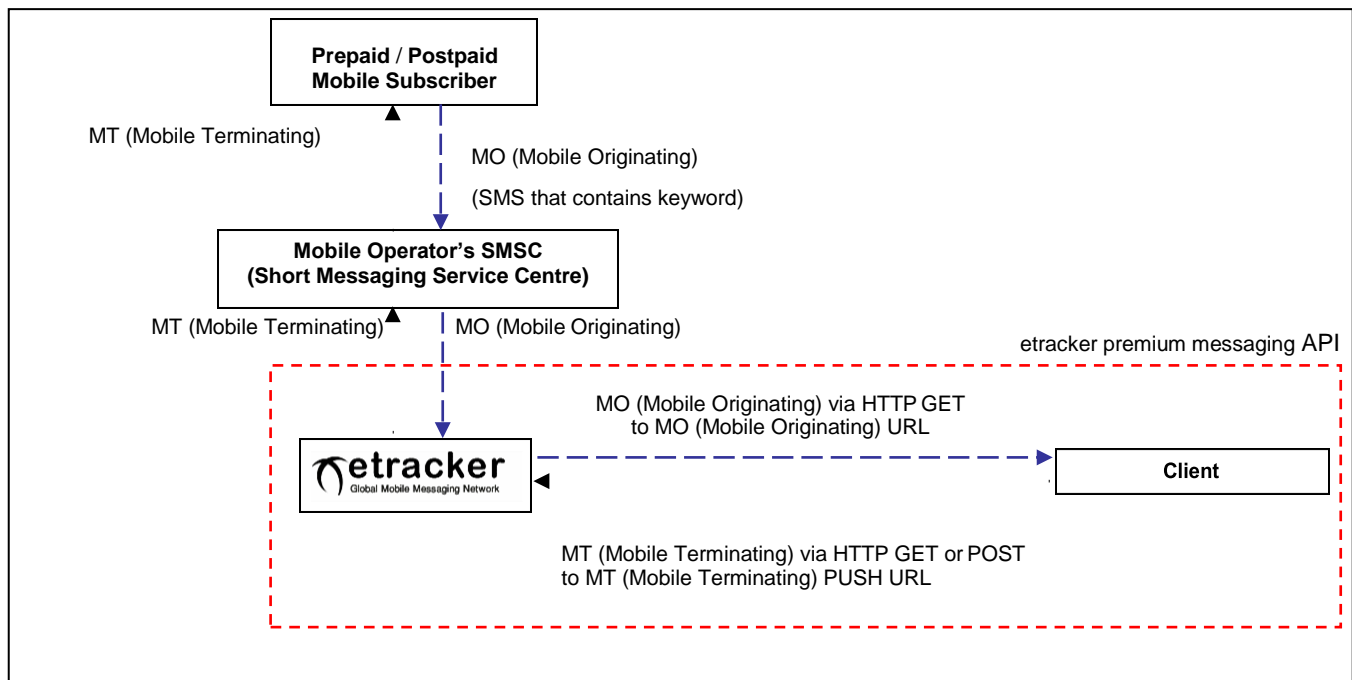 Prepaid / Postpaid
Mobile Subscriber
MT (Mobile Terminating)
MO (Mobile Originating)
(SMS that contains keyword)
Mobile Operator’s SMSC
(Short Messaging Service Centre)
MT (Mobile Terminating)
MO (Mobile Originating)
etracker premium messaging API
MO (Mobile Originating) via HTTP GET
to MO (Mobile Originating) URL
etracker
Global Mobile Messaging Network
Client
MT (Mobile Terminating) via HTTP GET or POST
to MT (Mobile Terminating) PUSH URL